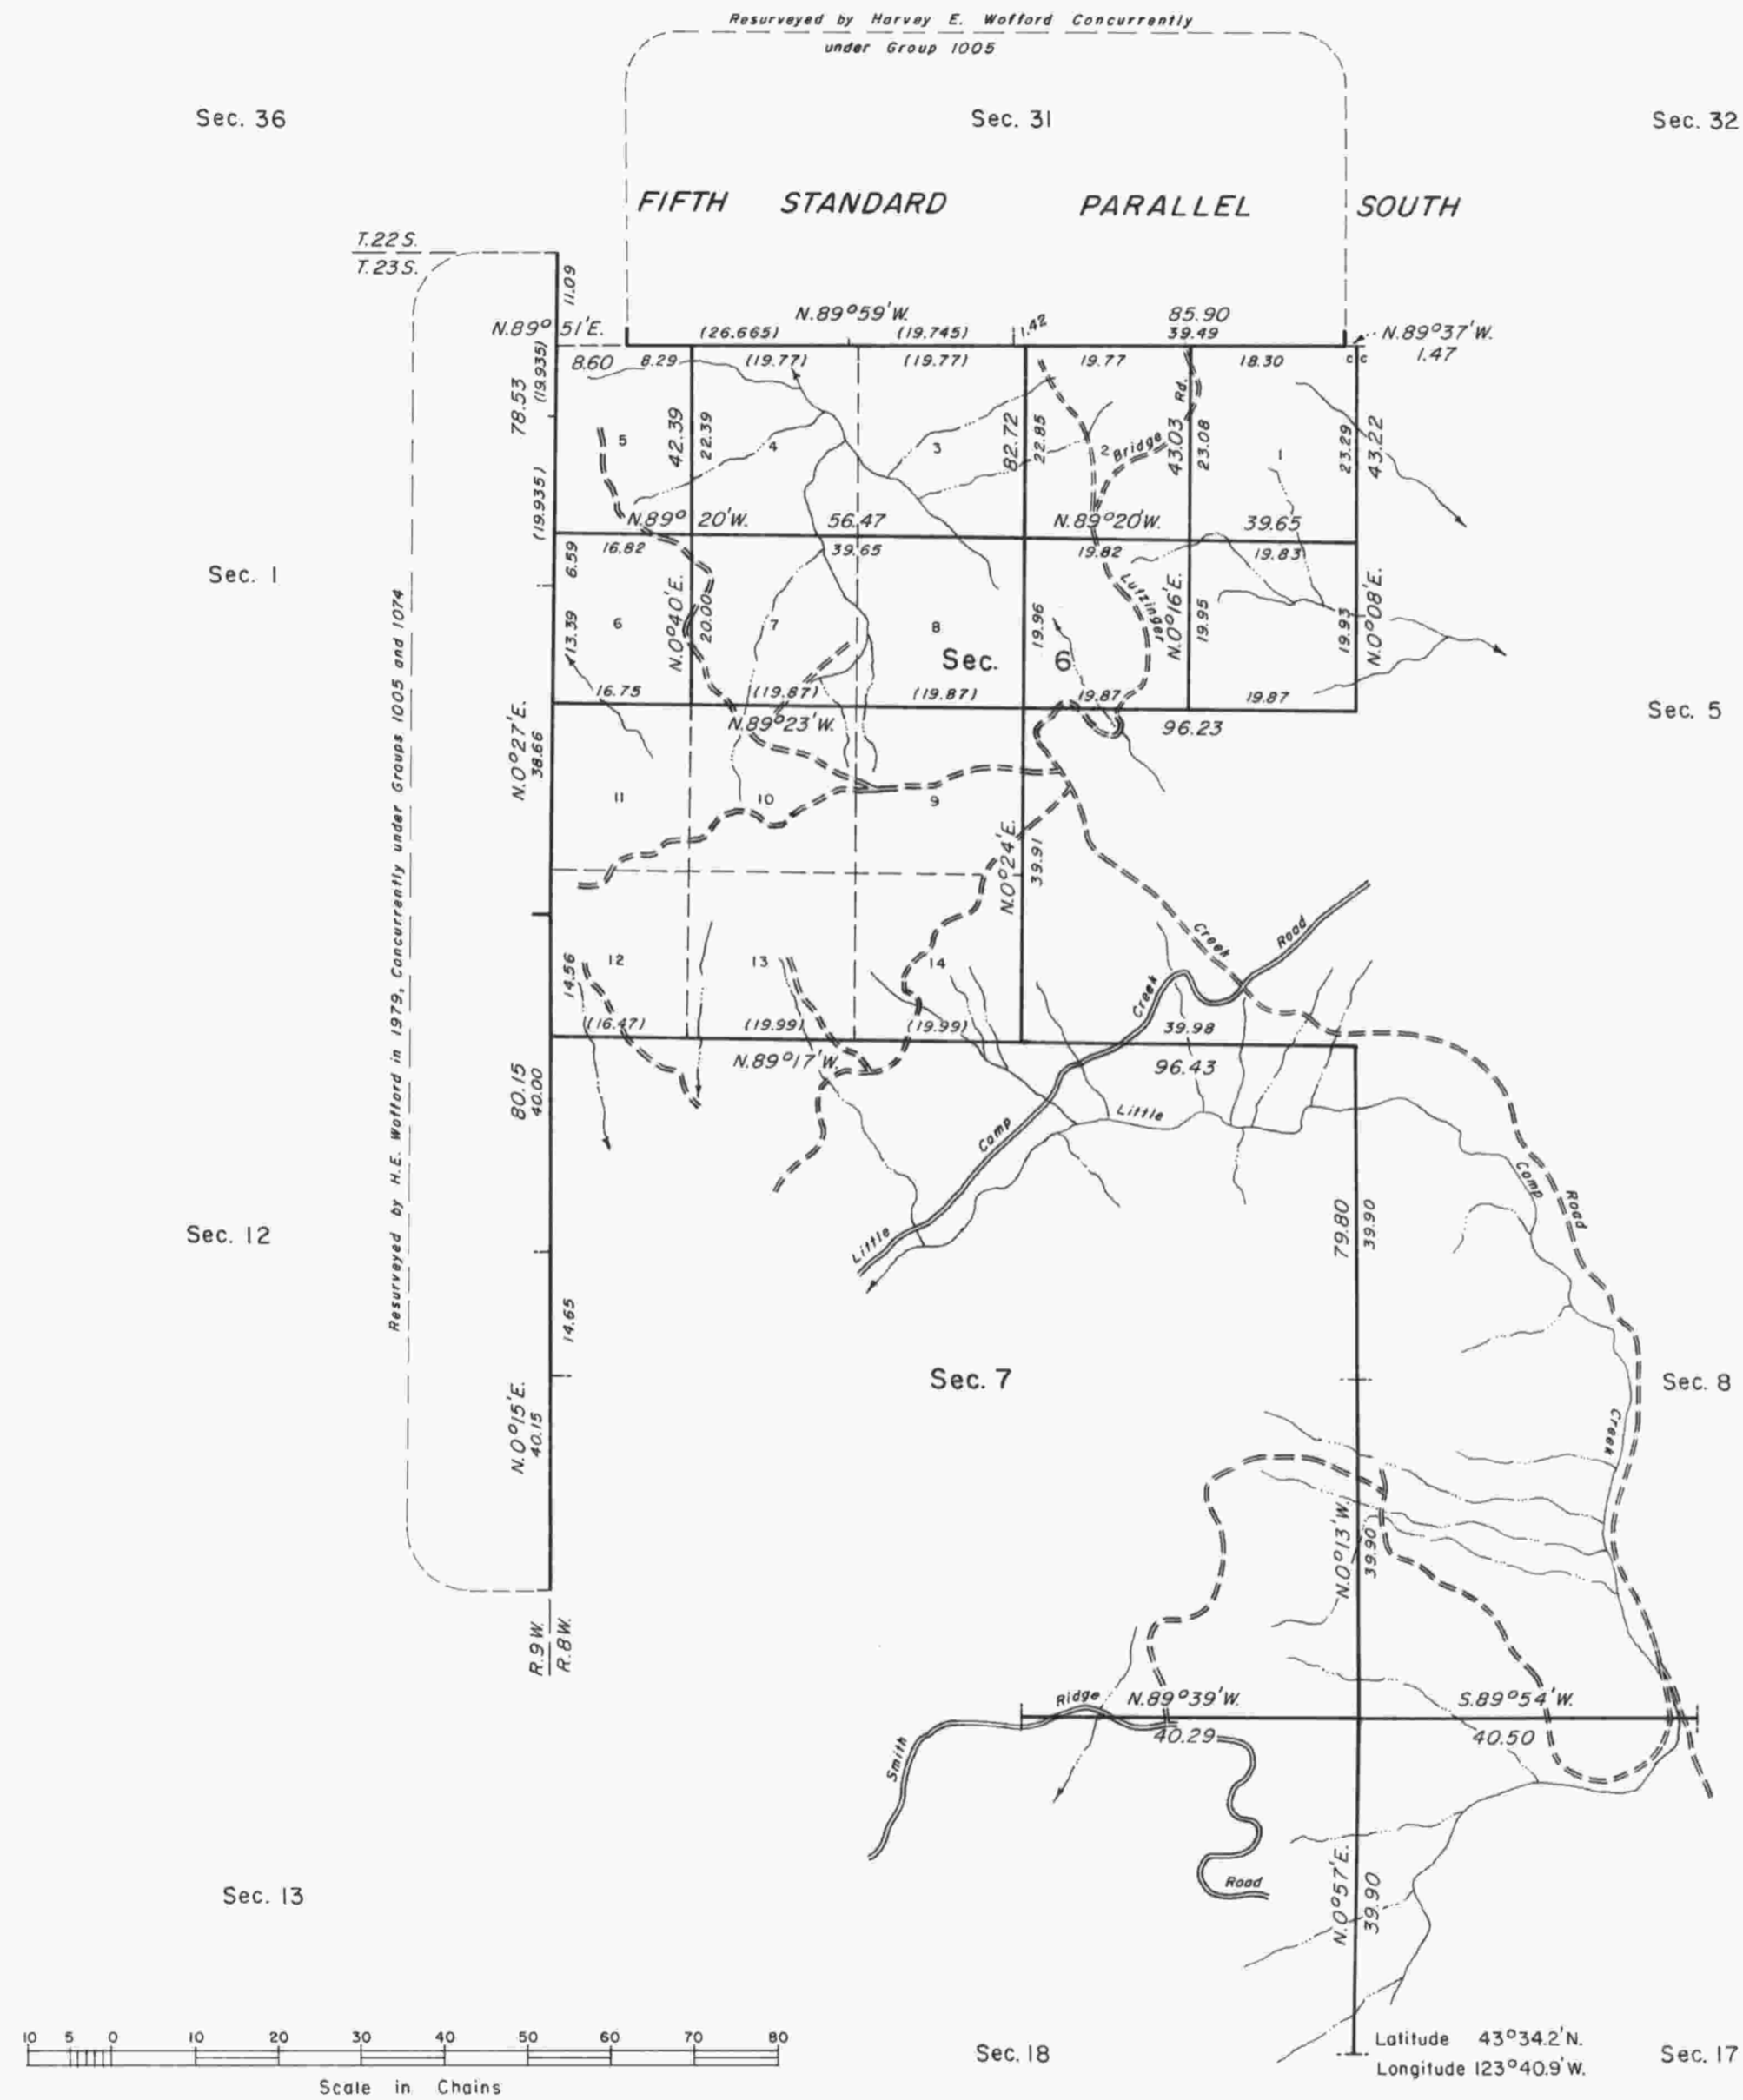 Resurveyed by Harvey E. Wofford Concurrently
under Group 1005
Sec. 36
Sec. 31
Sec. 32
FIFTH STANDARD PARALLEL SOUTH
T.22 S.
T.23 S.
11.09
N.89°51'E.
N.89°59'W.
85.90
(26.665)
(19.745)
1.42
39.49
N.89°37'W.
1.47
8.60
8.29
(19.77)
(19.77)
19.77
18.30
C C
78.53
(19.935)
(19.935)
42.39
22.39
82.72
22.85
43.03
23.08
23.29
43.22
5
4
3
2
Bridge
Rd.
1
N.89°20'W.
56.47
N.89°20'W.
39.65
16.82
39.65
19.82
19.83
6.59
13.39
N.0°40'E.
20.00
19.96
Lutzinger
N.0°16'E.
19.95
19.93
N.0°08'E.
Sec. 1
6
7
8
Sec. 6
16.75
(19.87)
(19.87)
19.87
19.87
N.89°23'W.
96.23
Sec. 5
N.0°27'E.
38.66
11
10
9
N.0°24'E.
39.91
Creek
Road
Creek
Resurveyed by H.E. Wofford in 1979, Concurrently under Groups 1005 and 1074
12
13
14
14.56
(16.47)
(19.99)
(19.99)
39.98
N.89°17'W.
96.43
80.15
40.00
Little
Camp
Little
Camp
Road
79.80
39.90
Sec. 12
14.65
Sec. 7
Sec. 8
Creek
N.0°15'E.
40.15
N.0°13'W.
39.90
R.9W.
R.8W.
Ridge
N.89°39'W.
S.89°54'W.
40.29
40.50
Smith
Road
N.0°57'E.
39.90
Sec. 13
10 5 0 10 20 30 40 50 60 70 80
Scale in Chains
Sec. 18
Latitude 43°34.2'N.
Longitude 123°40.9'W.
Sec. 17